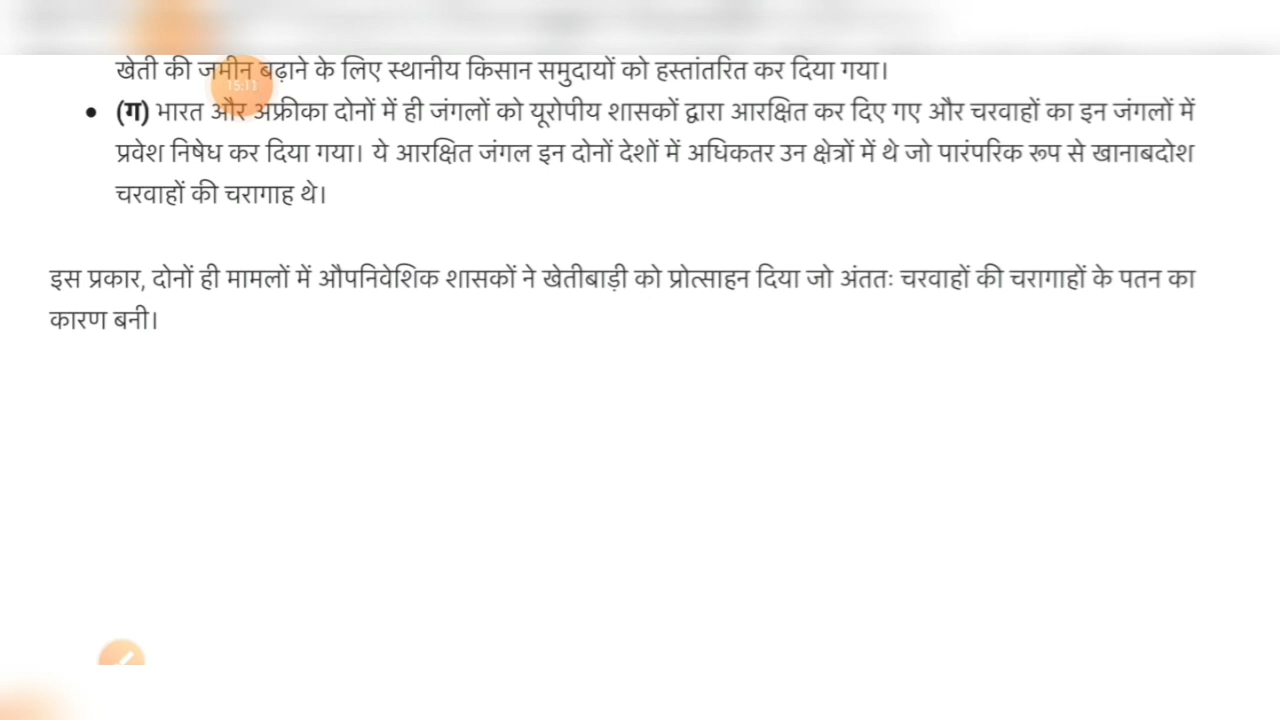 खेती की जमीन बढ़ाने के लिए स्थानीय किसान समुदायों को हस्तांतरित कर दिया गया।
15:11
• (ग) भारत और अफ्रीका दोनों में ही जंगलों को यूरोपीय शासकों द्वारा आरक्षित कर दिए गए और चरवाहों का इन जंगलों में
प्रवेश निषेध कर दिया गया। ये आरक्षित जंगल इन दोनों देशों में अधिकतर उन क्षेत्रों में थे जो पारंपरिक रूप से खानाबदोश
चरवाहों की चरागाह थे।
इस प्रकार, दोनों ही मामलों में औपनिवेशिक शासकों ने खेतीबाड़ी को प्रोत्साहन दिया जो अंततः चरवाहों की चरागाहों के पतन का
कारण बनी।